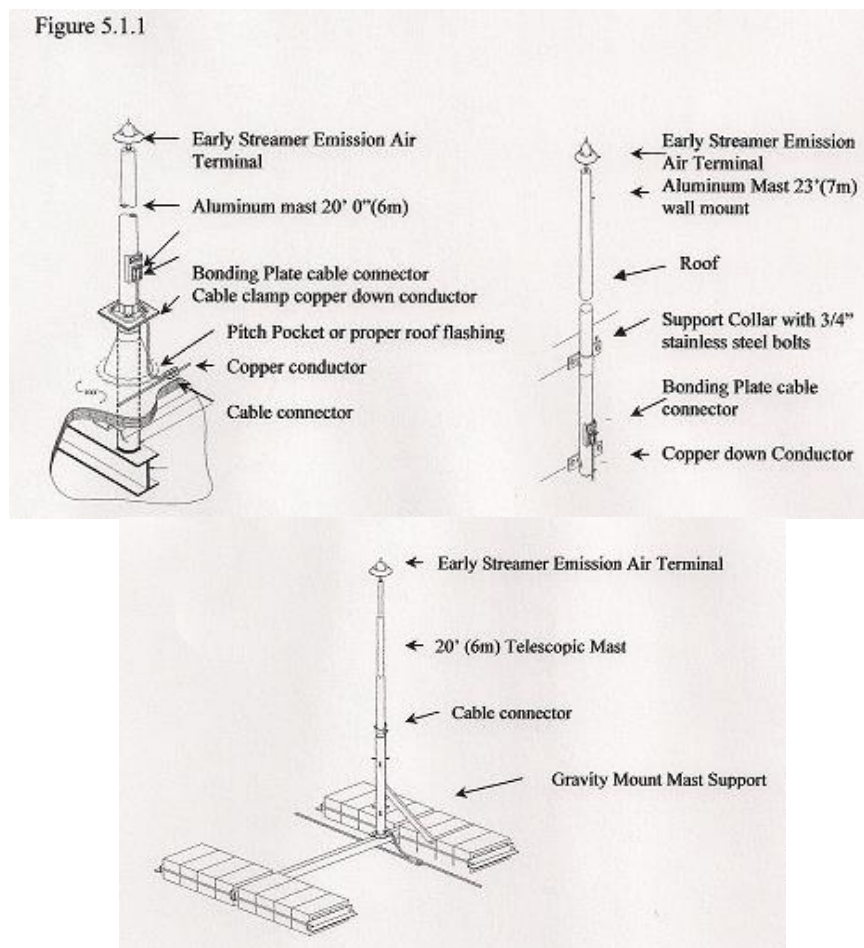 Figure 5.1.1
Early Streamer Emission Air
Terminal
Aluminum mast 20' 0"(6m)
Bonding Plate cable connector
Cable clamp copper down conductor
Pitch Pocket or proper roof flashing
Copper conductor
Cable connector
Early Streamer Emission
Air Terminal
Aluminum Mast 23'(7m)
wall mount
Roof
Support Collar with 3/4"
stainless steel bolts
Bonding Plate cable
connector
Copper down Conductor
Early Streamer Emission Air Terminal
20' (6m) Telescopic Mast
Cable connector
Gravity Mount Mast Support